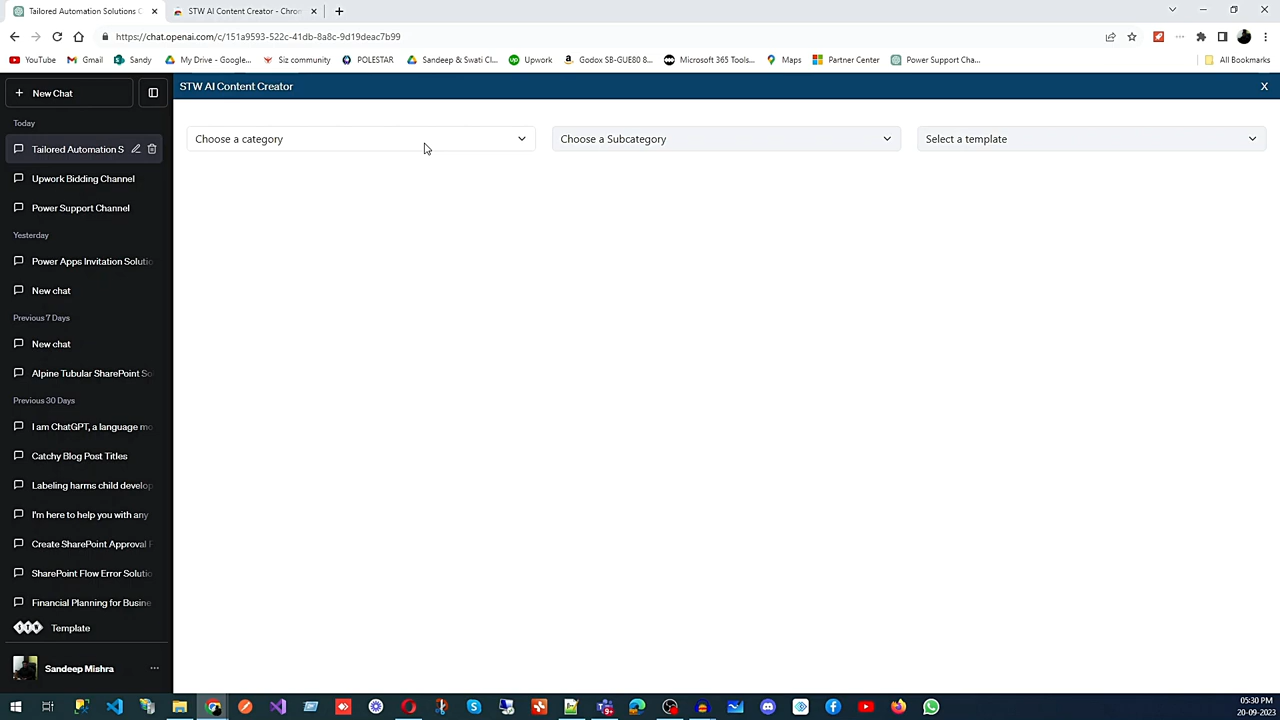 Tailored Automation Solutions C
STW AI Content Creator - Chrom
https://chat.openai.com/c/151a9593-522c-41db-8a8c-9d19deac7b99
YouTube
Gmail
Sandy
My Drive - Google...
Siz community
POLESTAR
Sandeep & Swati Cl...
Upwork
Godox SB-GUE80 8...
Microsoft 365 Tools...
Maps
Partner Center
Power Support Cha...
All Bookmarks
New Chat
STW AI Content Creator
X
Today
Choose a category
Choose a Subcategory
Select a template
Tailored Automation S
Upwork Bidding Channel
Power Support Channel
Yesterday
Power Apps Invitation Solutio
New chat
Previous 7 Days
New chat
Alpine Tubular SharePoint So
Previous 30 Days
I am ChatGPT, a language mo
Catchy Blog Post Titles
Labeling harms child develop
I'm here to help you with any
Create SharePoint Approval F
SharePoint Flow Error Solutio
Financial Planning for Busine
STW Template
Sandeep Mishra
05:30 PM
20-09-2023